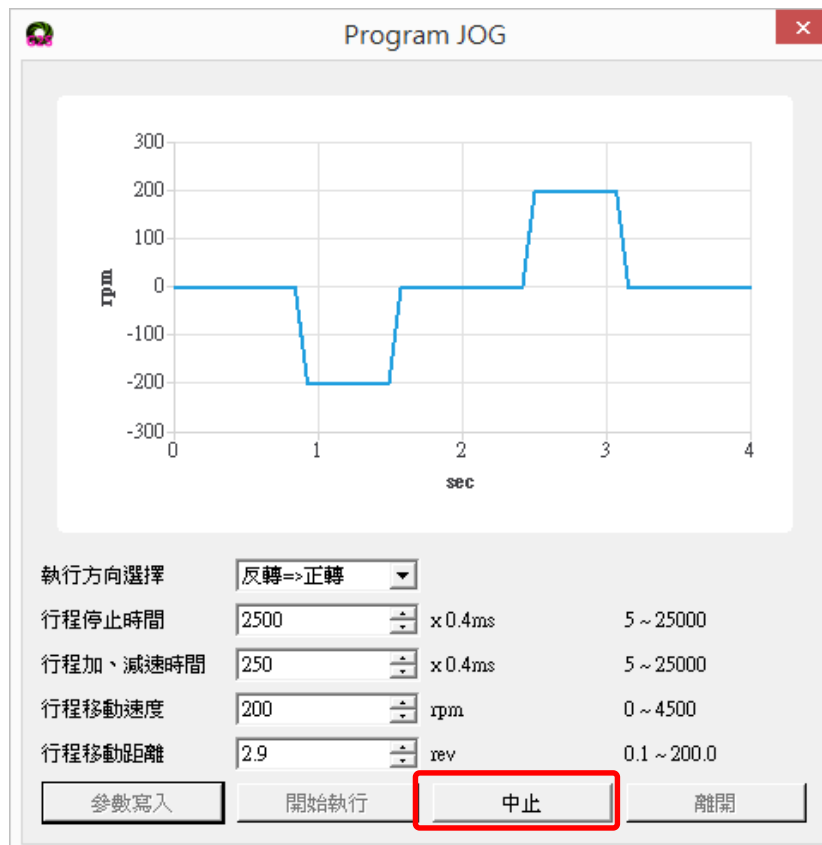 Program JOG
300
200
100
0
-100
-200
-300
rpm
0 1 2 3 4
sec
執行方向選擇 反轉=>正轉
行程停止時間 2500 x 0.4ms 5 ~ 25000
行程加、減速時間 250 x 0.4ms 5 ~ 25000
行程移動速度 200 rpm 0 ~ 4500
行程移動距離 2.9 rev 0.1 ~ 200.0
參數寫入 開始執行 中止 離開